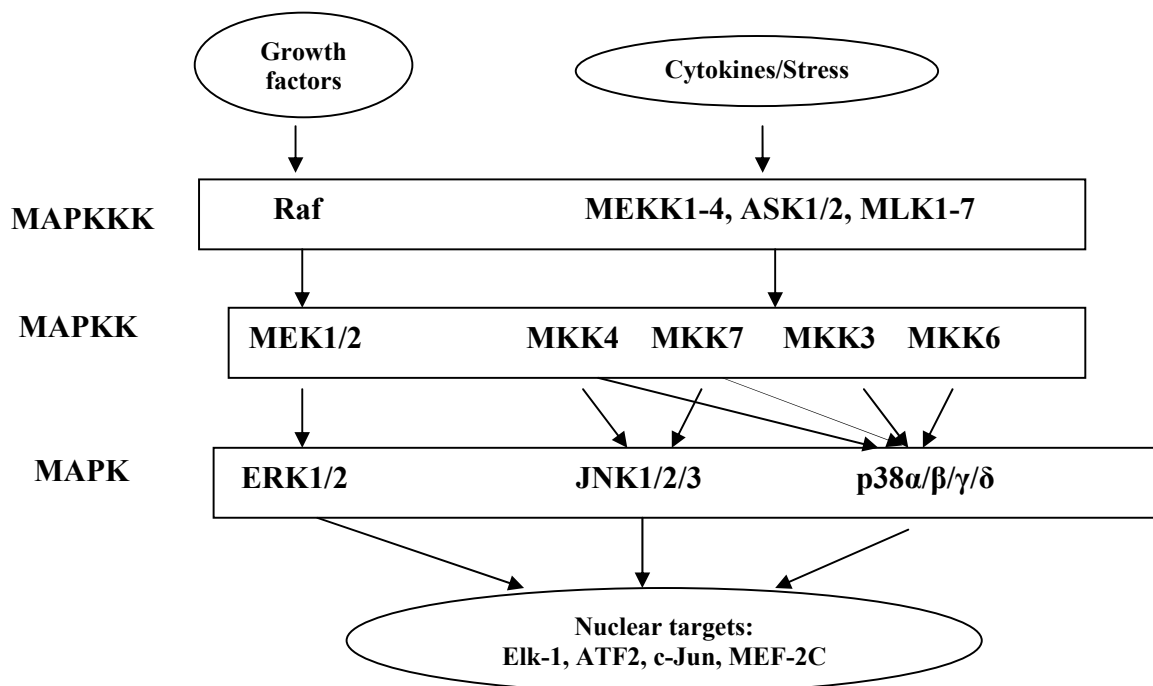 Growth
factors
Cytokines/Stress
MAPKKK
Raf
MEKK1-4, ASK1/2, MLK1-7
MAPKK
MEK1/2
MKK4
MKK7
MKK3
MKK6
MAPK
ERK1/2
JNK1/2/3
p38α/β/γ/δ
Nuclear targets:
Elk-1, ATF2, c-Jun, MEF-2C